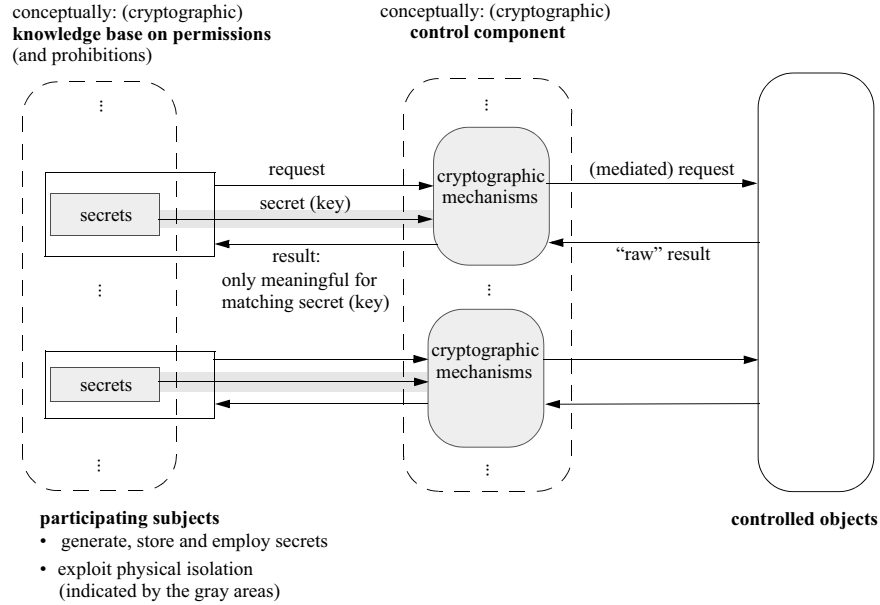 conceptually: (cryptographic)
knowledge base on permissions
(and prohibitions)
conceptually: (cryptographic)
control component
...
...
request
secret (key)
secrets
cryptographic
mechanisms
(mediated) request
result:
only meaningful for
matching secret (key)
“raw” result
...
...
secrets
cryptographic
mechanisms
...
...
participating subjects
• generate, store and employ secrets
• exploit physical isolation
(indicated by the gray areas)
controlled objects